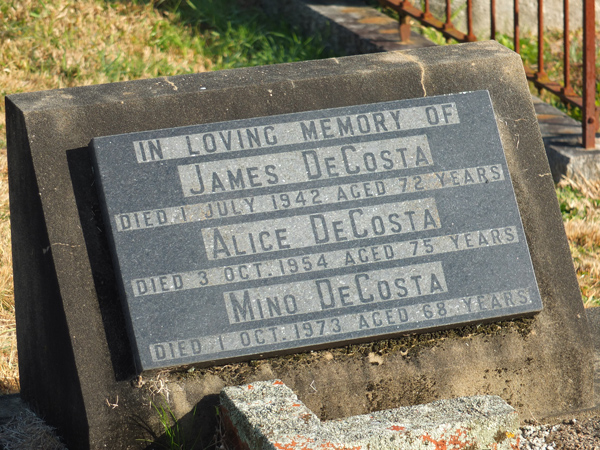 IN LOVING MEMORY OF
JAMES DECOSTA
DIED 1 JULY 1942 AGED 72 YEARS
ALICE DECOSTA
DIED 3 OCT. 1954 AGED 75 YEARS
MINO DECOSTA
DIED 1 OCT. 1973 AGED 68 YEARS